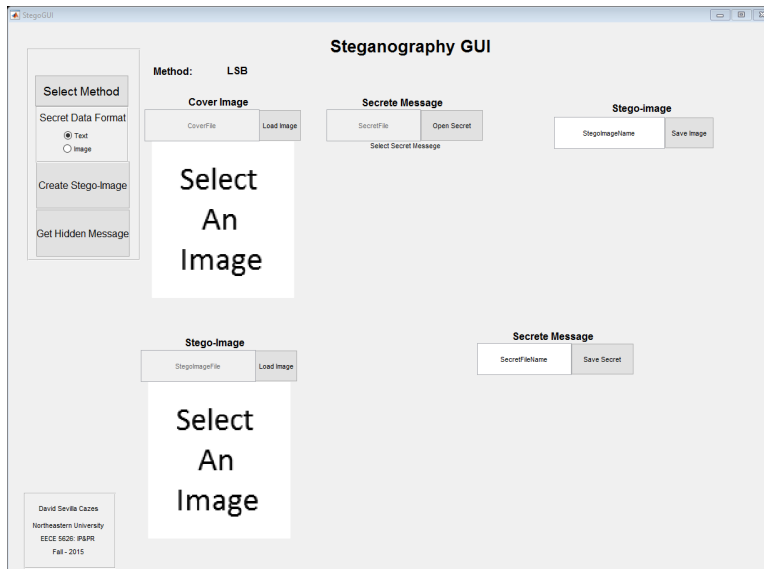 StegoGUI
Steganography GUI
Method: LSB
Select Method
Secret Data Format
Text
Image
Create Stego-Image
Get Hidden Message
Cover Image
CoverFile
Load Image
Select
An
Image
Secrete Message
SecretFile
Open Secret
Select Secret Message
Stego-image
StegoImageName
Save Image
Stego-Image
StegoImageFile
Load Image
Select
An
Image
Secrete Message
SecretFileName
Save Secret
David Sevilla Cazes
Northeastern University
EECE 5626: IP&PR
Fall - 2015